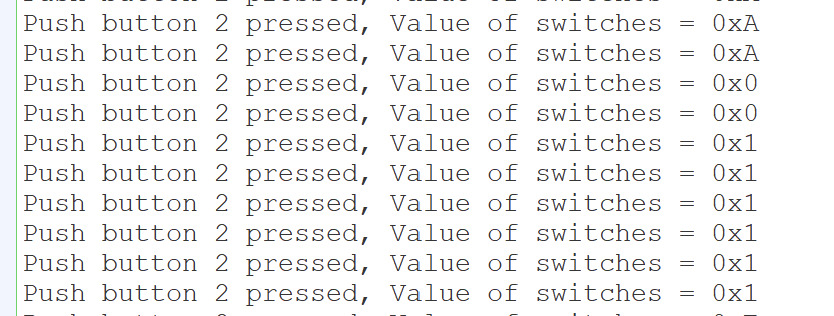 Push button 2 pressed, Value of switches = 0xA
Push button 2 pressed, Value of switches = 0xA
Push button 2 pressed, Value of switches = 0x0
Push button 2 pressed, Value of switches = 0x0
Push button 2 pressed, Value of switches = 0x1
Push button 2 pressed, Value of switches = 0x1
Push button 2 pressed, Value of switches = 0x1
Push button 2 pressed, Value of switches = 0x1
Push button 2 pressed, Value of switches = 0x1
Push button 2 pressed, Value of switches = 0x1